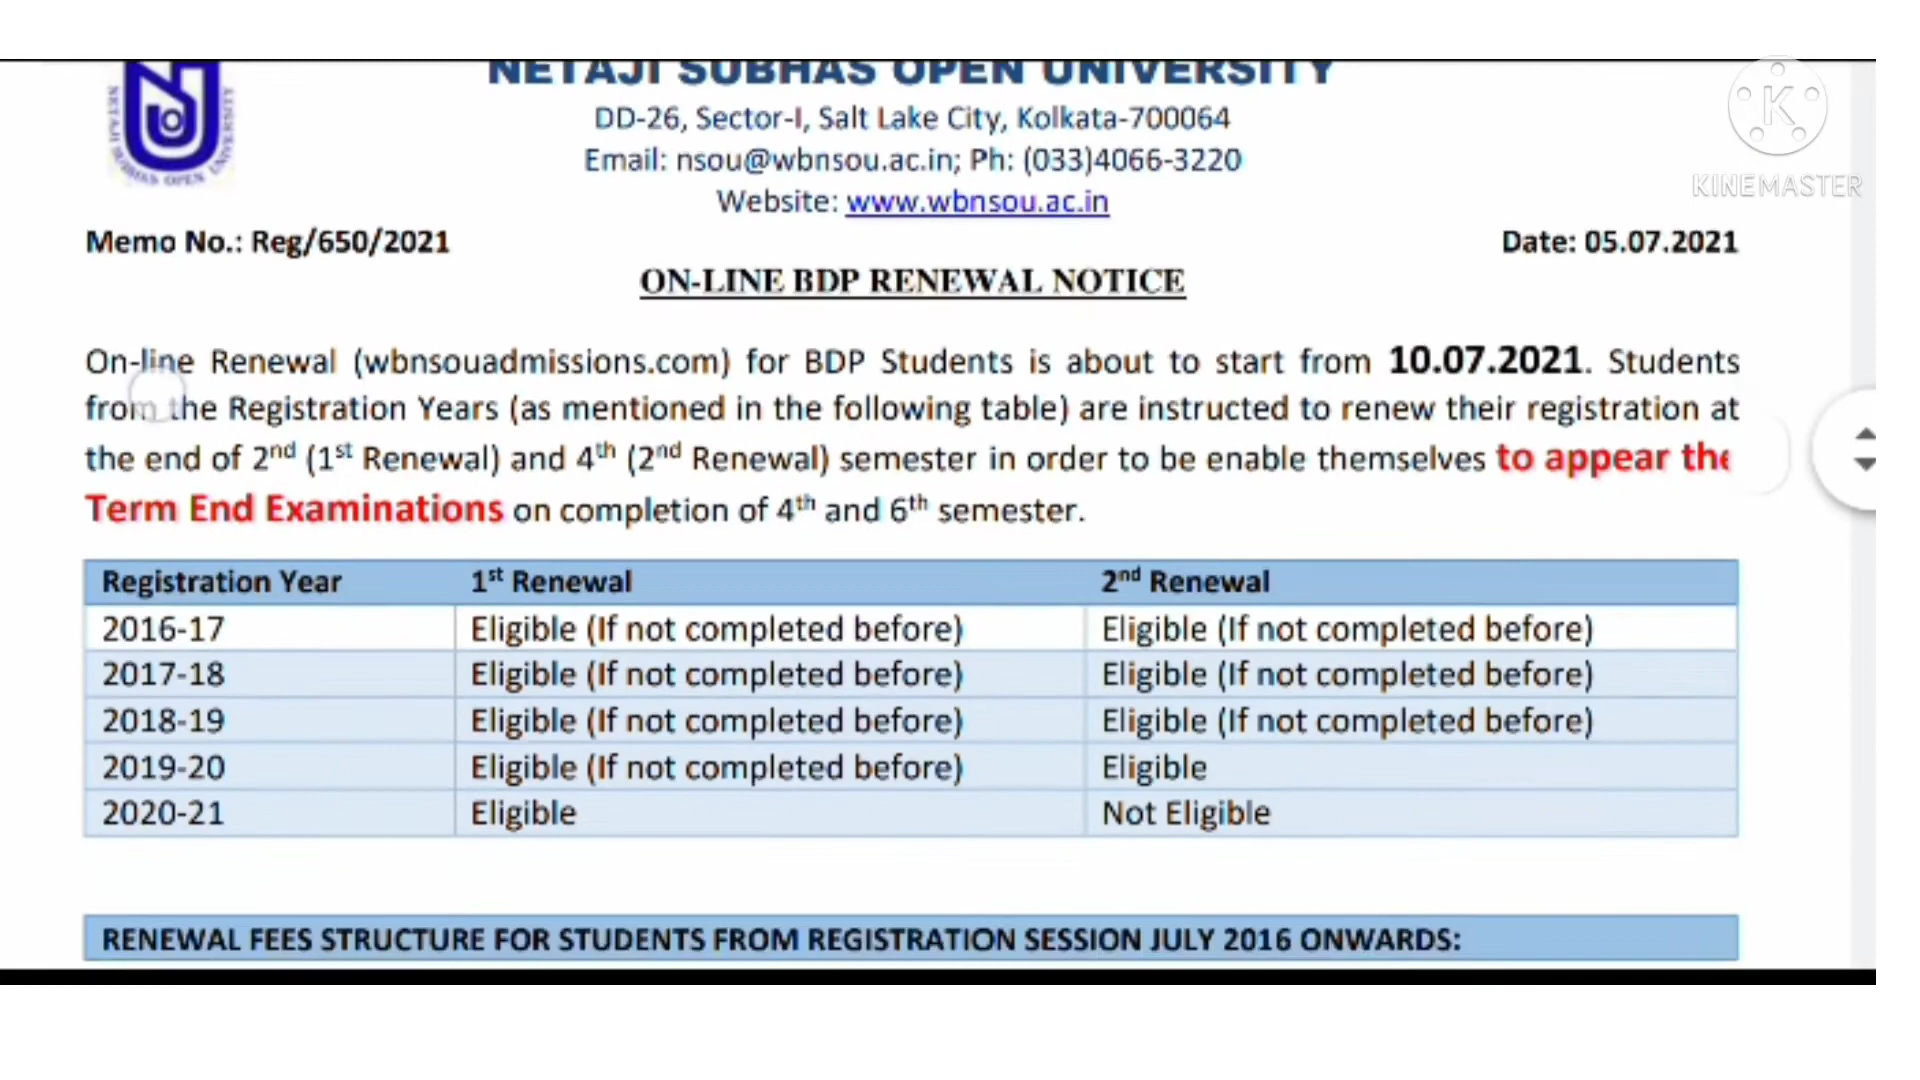 NETAJI SUBHAS OPEN UNIVERSITY
DD-26, Sector-I, Salt Lake City, Kolkata-700064
Email: nsou@wbnsou.ac.in; Ph: (033)4066-3220
Website: www.wbnsou.ac.in
NETAJI SUBHAS OPEN UNIVERSITY
K
KINEMASTER
Memo No.: Reg/650/2021 Date: 05.07.2021
ON-LINE BDP RENEWAL NOTICE
On-line Renewal (wbnsouadmissions.com) for BDP Students is about to start from 10.07.2021. Students
from the Registration Years (as mentioned in the following table) are instructed to renew their registration at
the end of 2nd (1st Renewal) and 4th (2nd Renewal) semester in order to be enable themselves to appear the
Term End Examinations on completion of 4th and 6th semester.
Registration Year 1st Renewal 2nd Renewal
2016-17 Eligible (If not completed before) Eligible (If not completed before)
2017-18 Eligible (If not completed before) Eligible (If not completed before)
2018-19 Eligible (If not completed before) Eligible (If not completed before)
2019-20 Eligible (If not completed before) Eligible
2020-21 Eligible Not Eligible
RENEWAL FEES STRUCTURE FOR STUDENTS FROM REGISTRATION SESSION JULY 2016 ONWARDS: